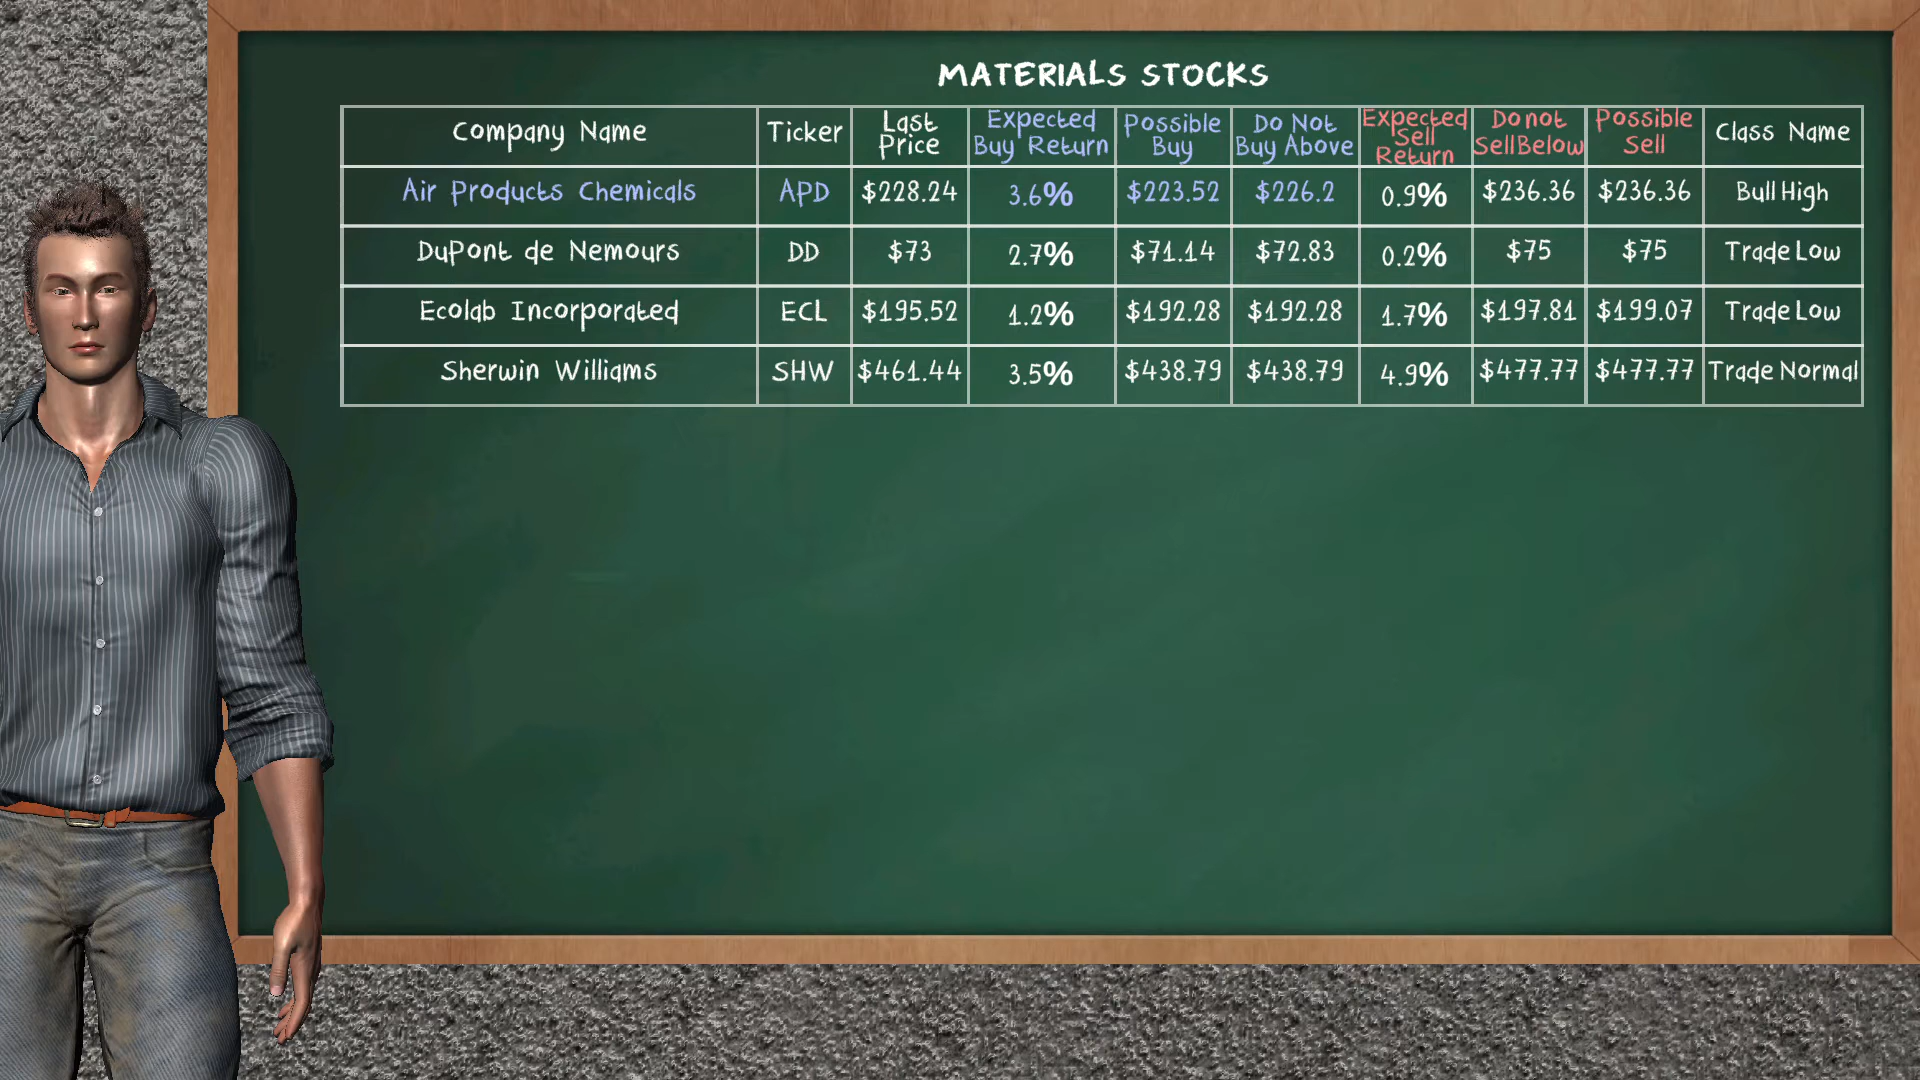 MATERIALS STOCKS
Company Name Ticker Last Price Expected Buy Return Possible Buy Do Not Buy Above Expected Sell Return Do not Sell Below Possible Sell Class Name
Air Products Chemicals APD $228.24 3.6% $223.52 $226.2 0.9% $236.36 $236.36 Bull High
DuPont de Nemours DD $73 2.7% $71.14 $72.83 0.2% $75 $75 Trade Low
Ecolab Incorporated ECL $195.52 1.2% $192.28 $192.28 1.7% $197.81 $199.07 Trade Low
Sherwin Williams SHW $461.44 3.5% $438.79 $438.79 4.9% $477.77 $477.77 Trade Normal